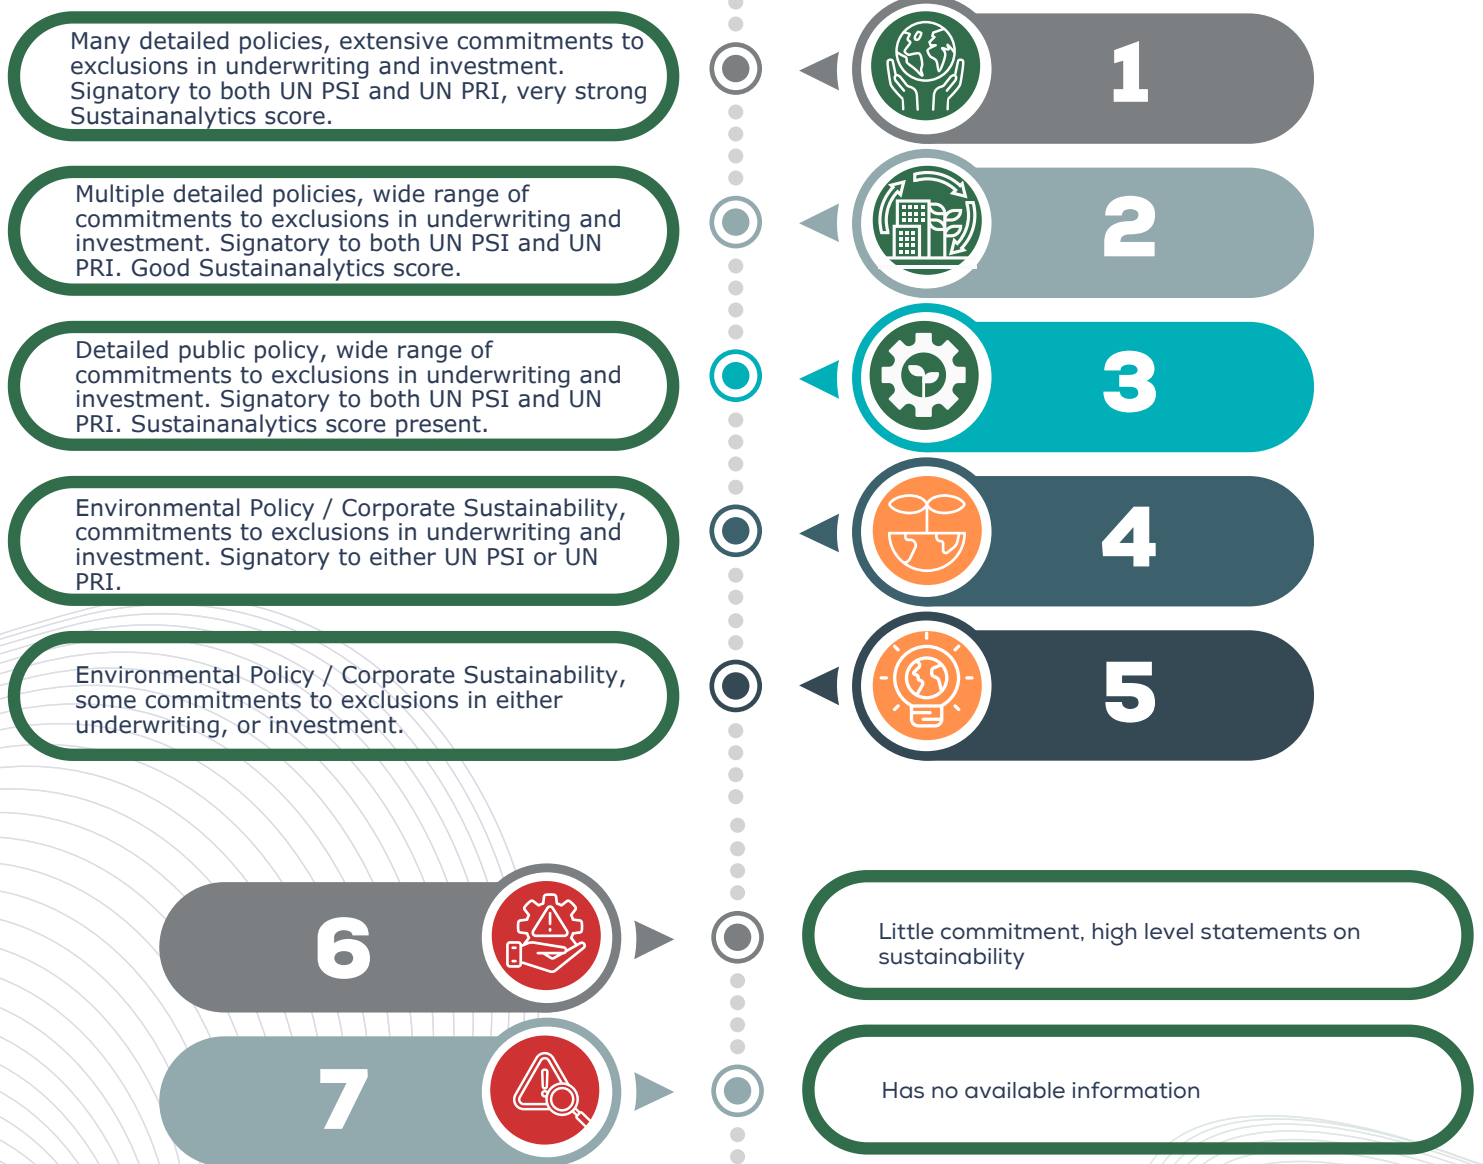 Many detailed policies, extensive commitments to
exclusions in underwriting and investment.
Signatory to both UN PSI and UN PRI, very strong
Sustainanalytics score.
1
Multiple detailed policies, wide range of
commitments to exclusions in underwriting and
investment. Signatory to both UN PSI and UN
PRI. Good Sustainanalytics score.
2
Detailed public policy, wide range of
commitments to exclusions in underwriting and
investment. Signatory to both UN PSI and UN
PRI. Sustainanalytics score present.
3
Environmental Policy / Corporate Sustainability,
commitments to exclusions in underwriting and
investment. Signatory to either UN PSI or UN
PRI.
4
Environmental Policy / Corporate Sustainability,
some commitments to exclusions in either
underwriting, or investment.
5
6
Little commitment, high level statements on
sustainability
7
Has no available information